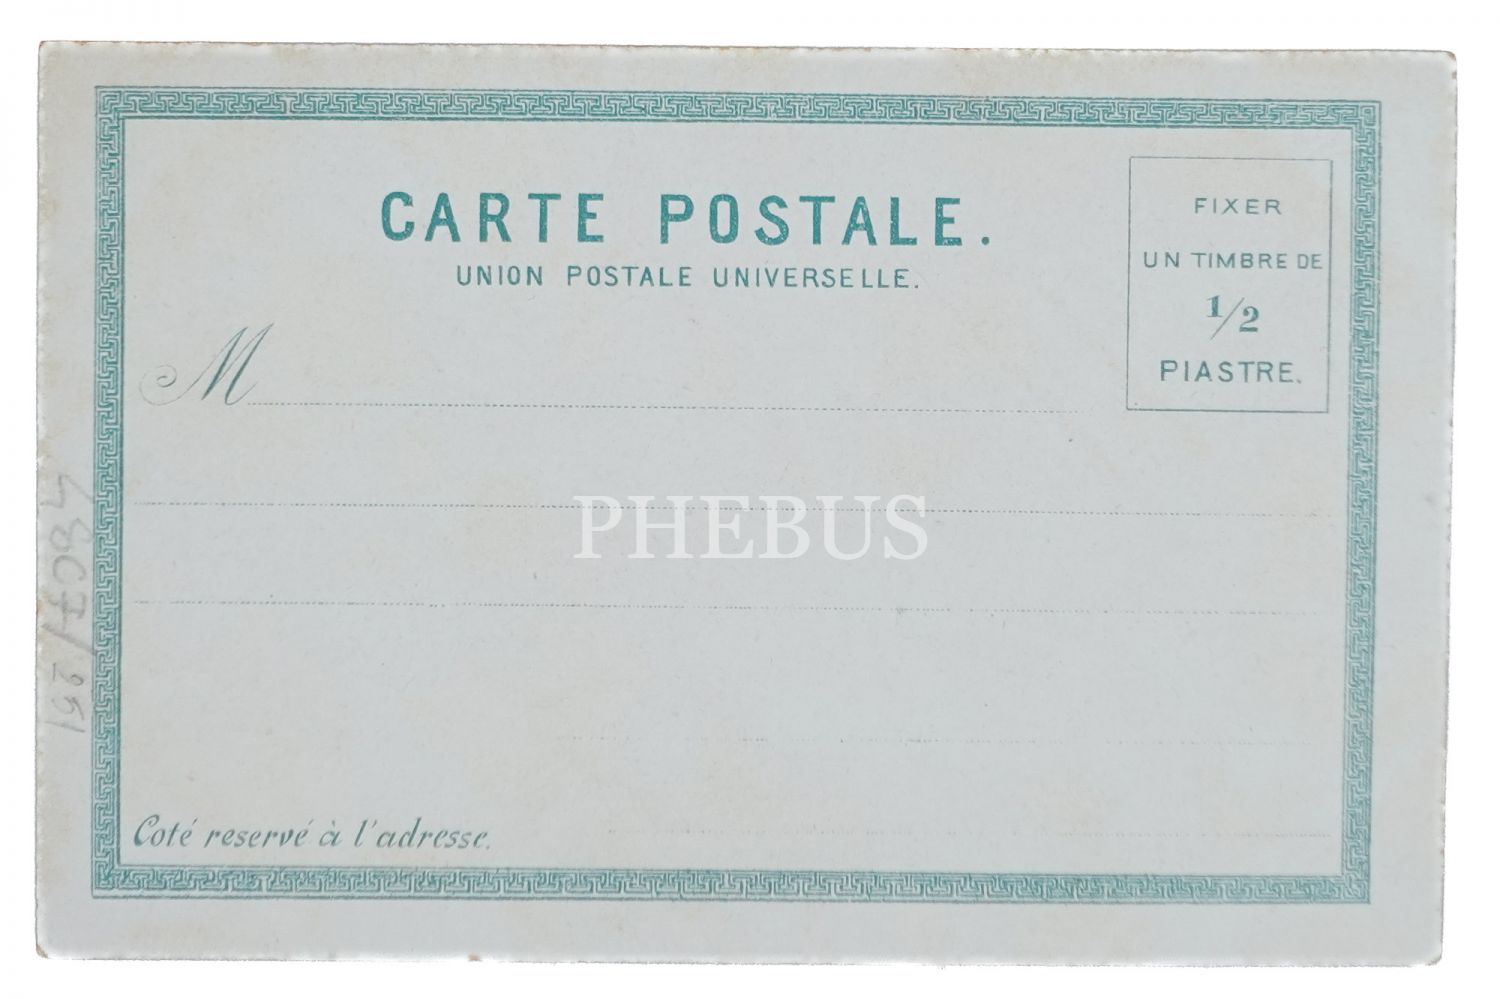 CARTE POSTALE.
UNION POSTALE UNIVERSELLE.
FIXER
UN TIMBRE DE
1/2
PIASTRE.
M
PHEBUS
Coté reservé à l'adresse.